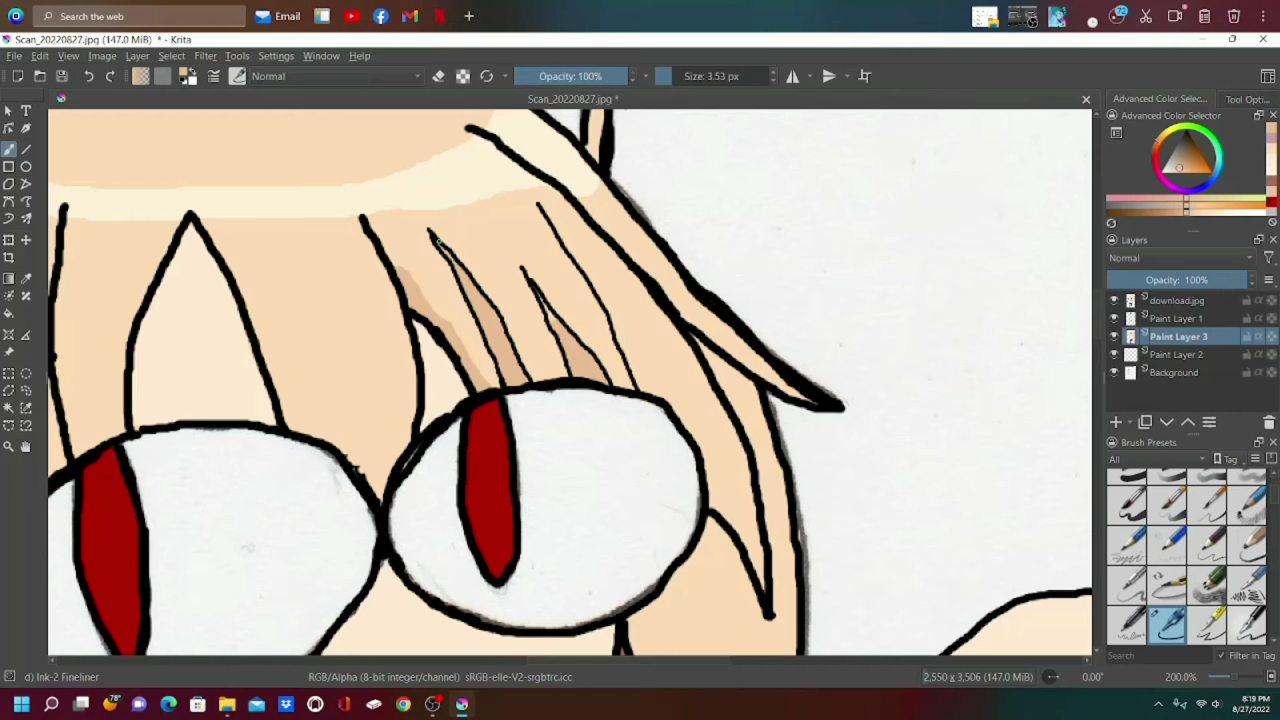 Search the web
Email
72
Scan_20220827.jpg (147.0 MiB) * - Krita
File Edit View Image Layer Select Filter Tools Settings Window Help
Normal
Opacity: 100%
Size: 3.53 px
Scan_20220827.jpg *
Advanced Color Selec...
Tool Opti...
Advanced Color Selector
Layers
Normal
Opacity: 100%
download.jpg
Paint Layer 1
Paint Layer 3
Paint Layer 2
Background
Brush Presets
All
Tag
Search
Filter in Tag
d) Ink-2 Fineliner
RGB/Alpha (8-bit integer/channel) sRGB-elle-V2-srgbtrc.icc
2,550 x 3,506 (147.0 MiB)
0.00°
200.0%
78°
8:19 PM
8/27/2022